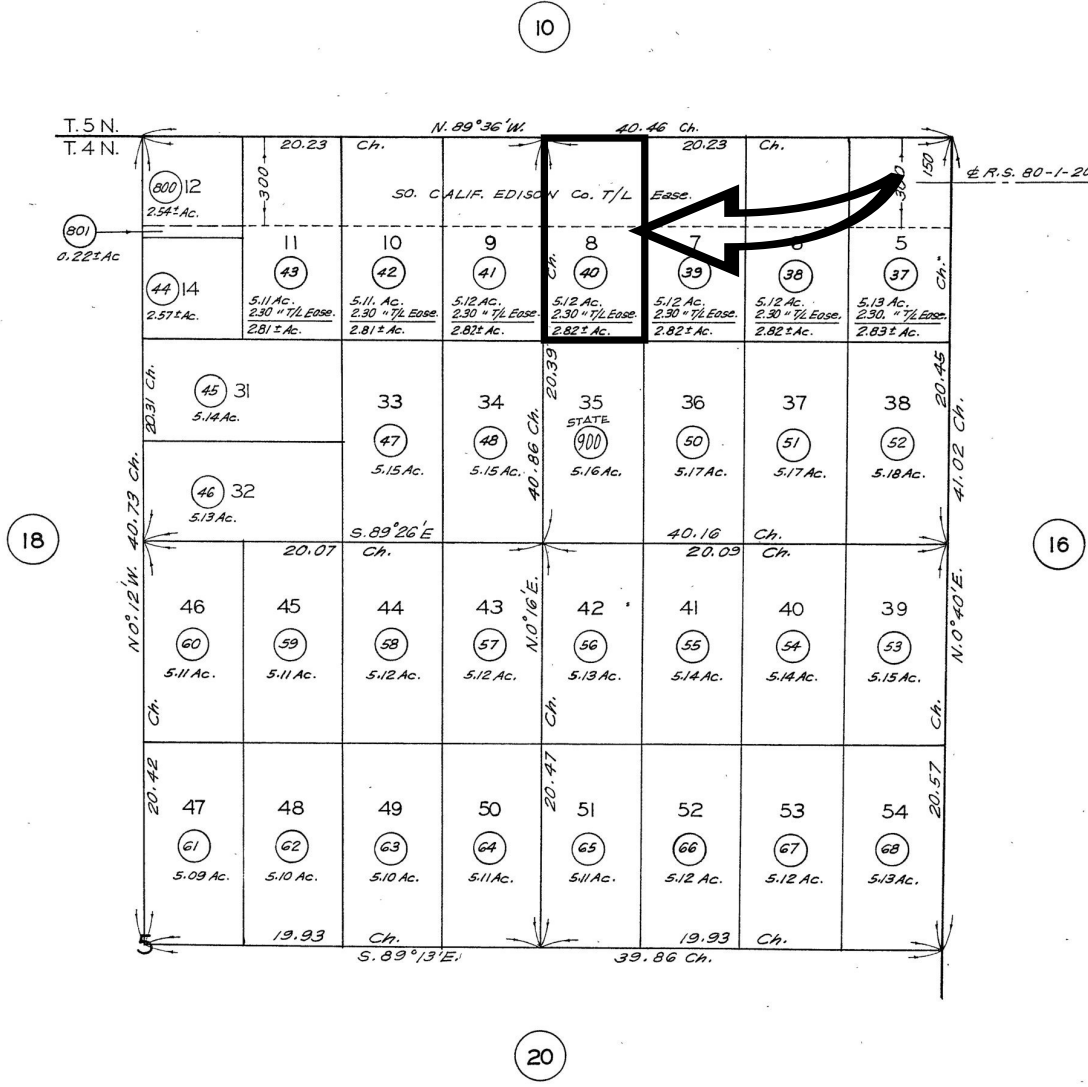 10
T. 5 N.
T. 4 N.
N. 89°36'W. 40.46 Ch.
20.23 Ch. 20.23 Ch.
800 12
2.54± Ac.
300
SO. CALIF. EDISON Co. T/L Ease.
150
℄ R.S. 80-1-20
801
0.22± Ac
44 14
2.57± Ac.
11
43
5.11 Ac.
2.30 " T/L Ease.
2.81± Ac.
10
42
5.11. Ac.
2.30 " T/L Ease.
2.81± Ac.
9
41
5.12 Ac.
2.30 " T/L Ease.
2.82± Ac.
8
40
5.12 Ac.
2.30 " T/L Ease.
2.82± Ac.
7
39
5.12 Ac.
2.30 " T/L Ease.
2.82± Ac.
38
5.12 Ac.
2.30 " T/L Ease.
2.82± Ac.
5
37
5.13 Ac.
2.30. " T/L Ease.
2.83± Ac.
20.31 Ch.
20.39 Ch.
20.45 Ch."
45 31
5.14 Ac.
46 32
5.13 Ac.
33
47
5.15 Ac.
34
48
5.15 Ac.
35
STATE
900
5.16 Ac.
36
50
5.17 Ac.
37
51
5.17 Ac.
38
52
5.18 Ac.
N 0°.12'W. 40.73 Ch.
N.0°16'E. 40.86 Ch.
N.0°40'E. 41.02 Ch.
18
16
S.89°26'E 40.16 Ch.
20.07 Ch. 20.09 Ch.
46
60
5.11 Ac.
45
59
5.11 Ac.
44
58
5.12 Ac.
43
57
5.12 Ac.
42
56
5.13 Ac.
41
55
5.14 Ac.
40
54
5.14 Ac.
39
53
5.15 Ac.
20.42 Ch.
20.47 Ch.
20.57 Ch.
47
61
5.09 Ac.
48
62
5.10 Ac.
49
63
5.10 Ac.
50
64
5.11 Ac.
51
65
5.11 Ac.
52
66
5.12 Ac.
53
67
5.12 Ac.
54
68
5.13 Ac.
5
19.93 Ch. 19.93 Ch.
S.89°13'E. 39.86 Ch.
20